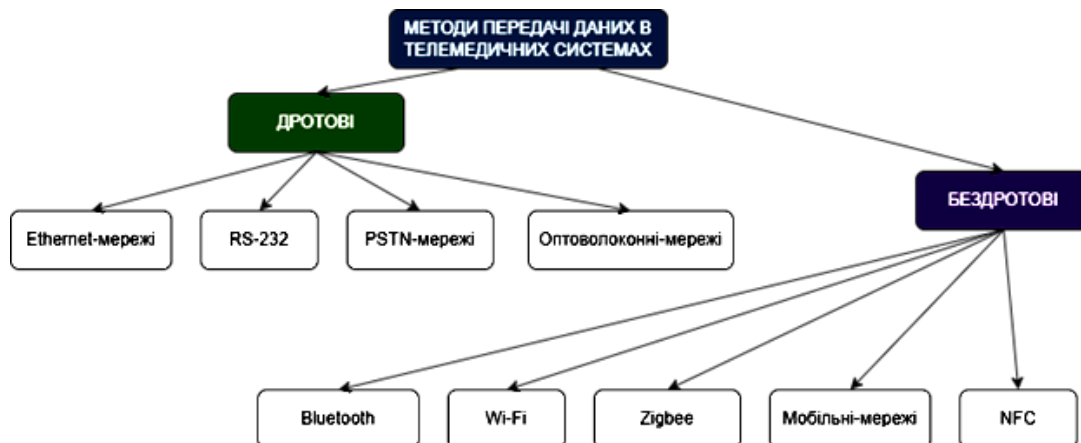 МЕТОДИ ПЕРЕДАЧІ ДАНИХ В
ТЕЛЕМЕДИЧНИХ СИСТЕМАХ
ДРОТОВІ
БЕЗДРОТОВІ
Ethernet-мережі
RS-232
PSTN-мережі
Оптоволоконні-мережі
Bluetooth
Wi-Fi
Zigbee
Мобільні-мережі
NFC